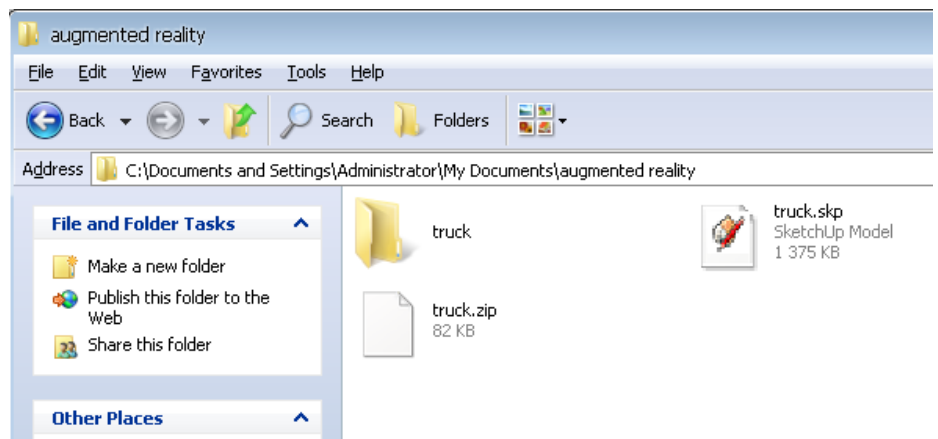 augmented reality
File Edit View Favorites Tools Help
Back Search Folders
Address C:\Documents and Settings\Administrator\My Documents\augmented reality
File and Folder Tasks
Make a new folder
Publish this folder to the
Web
Share this folder
Other Places
truck
truck.skp
SketchUp Model
1 375 KB
truck.zip
82 KB